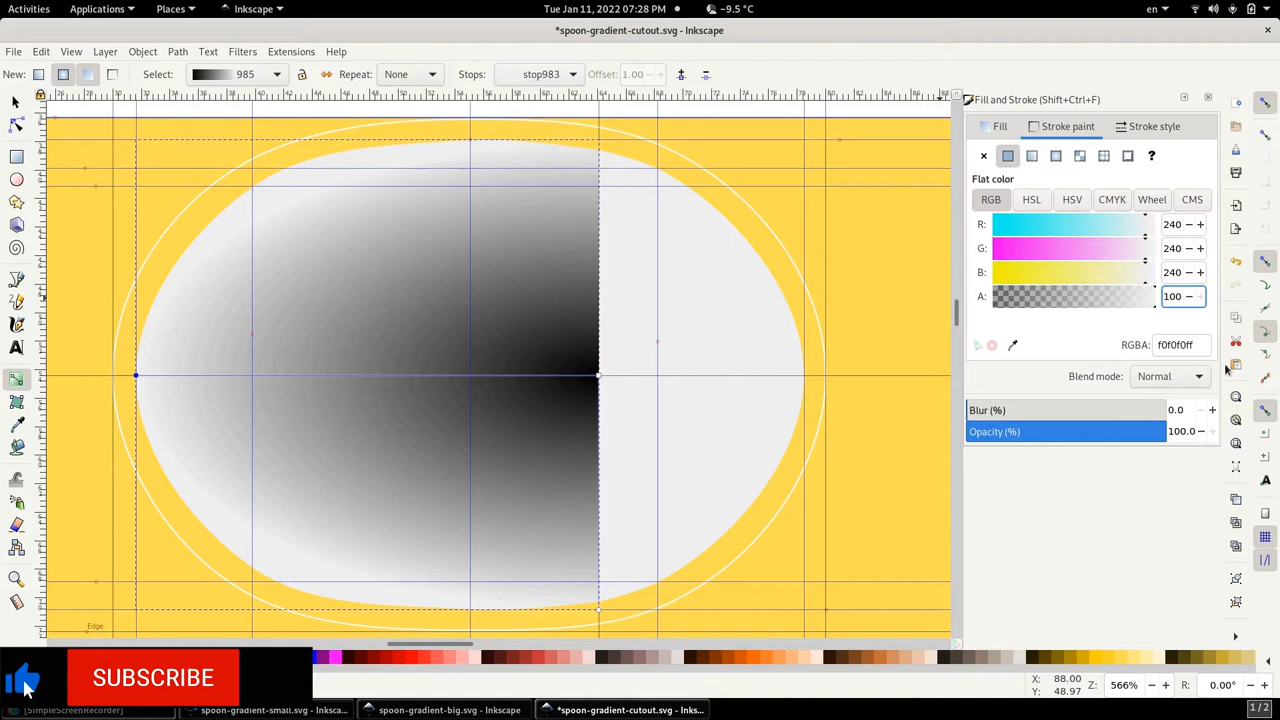 Activities Applications Places Inkscape Tue Jan 11, 2022 07:28 PM -9.5 °C en
*spoon-gradient-cutout.svg - Inkscape
File Edit View Layer Object Path Text Filters Extensions Help
New: Select: 985 Repeat: None Stops: stop983 Offset: 1.00
Fill and Stroke (Shift+Ctrl+F)
Fill Stroke paint Stroke style
Flat color
RGB HSL HSV CMYK Wheel CMS
R: 240
G: 240
B: 240
A: 100
RGBA: f0f0f0ff
Blend mode: Normal
Blur (%) 0.0
Opacity (%) 100.0
Edge
SUBSCRIBE
X: 88.00
Y: 48.97
Z: 566% R: 0.00°
[SimpleScreenRecorder] spoon-gradient-small.svg - Inksca... spoon-gradient-big.svg - Inkscape *spoon-gradient-cutout.svg - Inks... 1/2